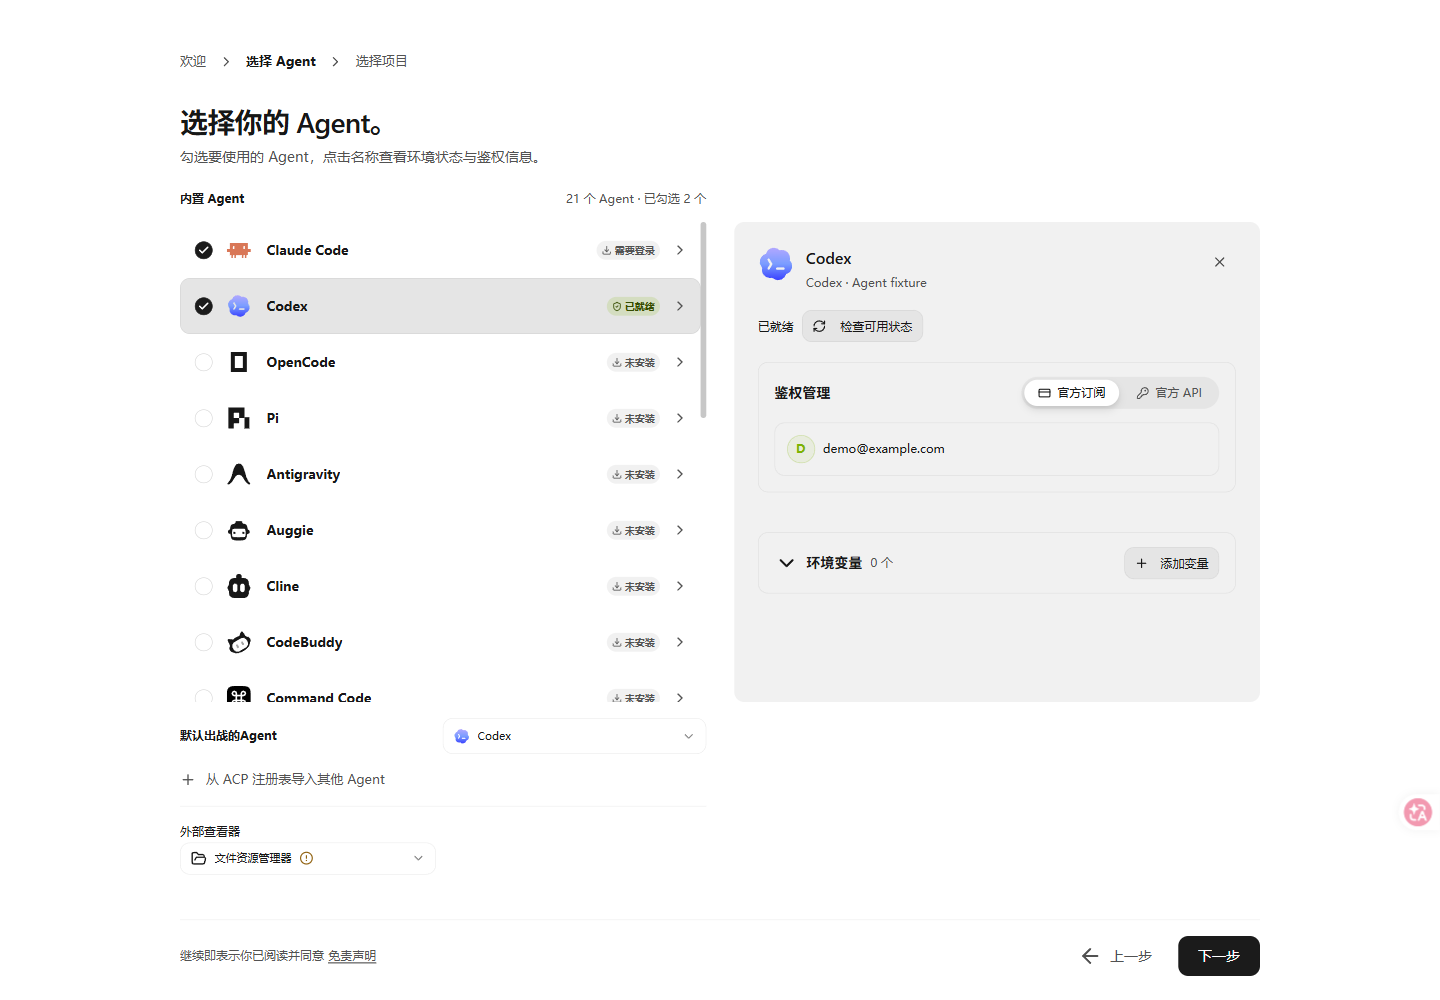 欢迎 > 选择 Agent > 选择项目
选择你的 Agent。
勾选要使用的 Agent，点击名称查看环境状态与鉴权信息。
内置 Agent
21 个 Agent · 已勾选 2 个
Claude Code 需要登录
Codex 已就绪
OpenCode 未安装
Pi 未安装
Antigravity 未安装
Auggie 未安装
Cline 未安装
CodeBuddy 未安装
Command Code 未安装
默认出战的Agent
Codex
从 ACP 注册表导入其他 Agent
外部查看器
文件资源管理器
Codex
Codex · Agent fixture
已就绪 检查可用状态
鉴权管理
官方订阅 官方 API
D demo@example.com
环境变量 0 个
添加变量
继续即表示你已阅读并同意 免责声明
上一步
下一步